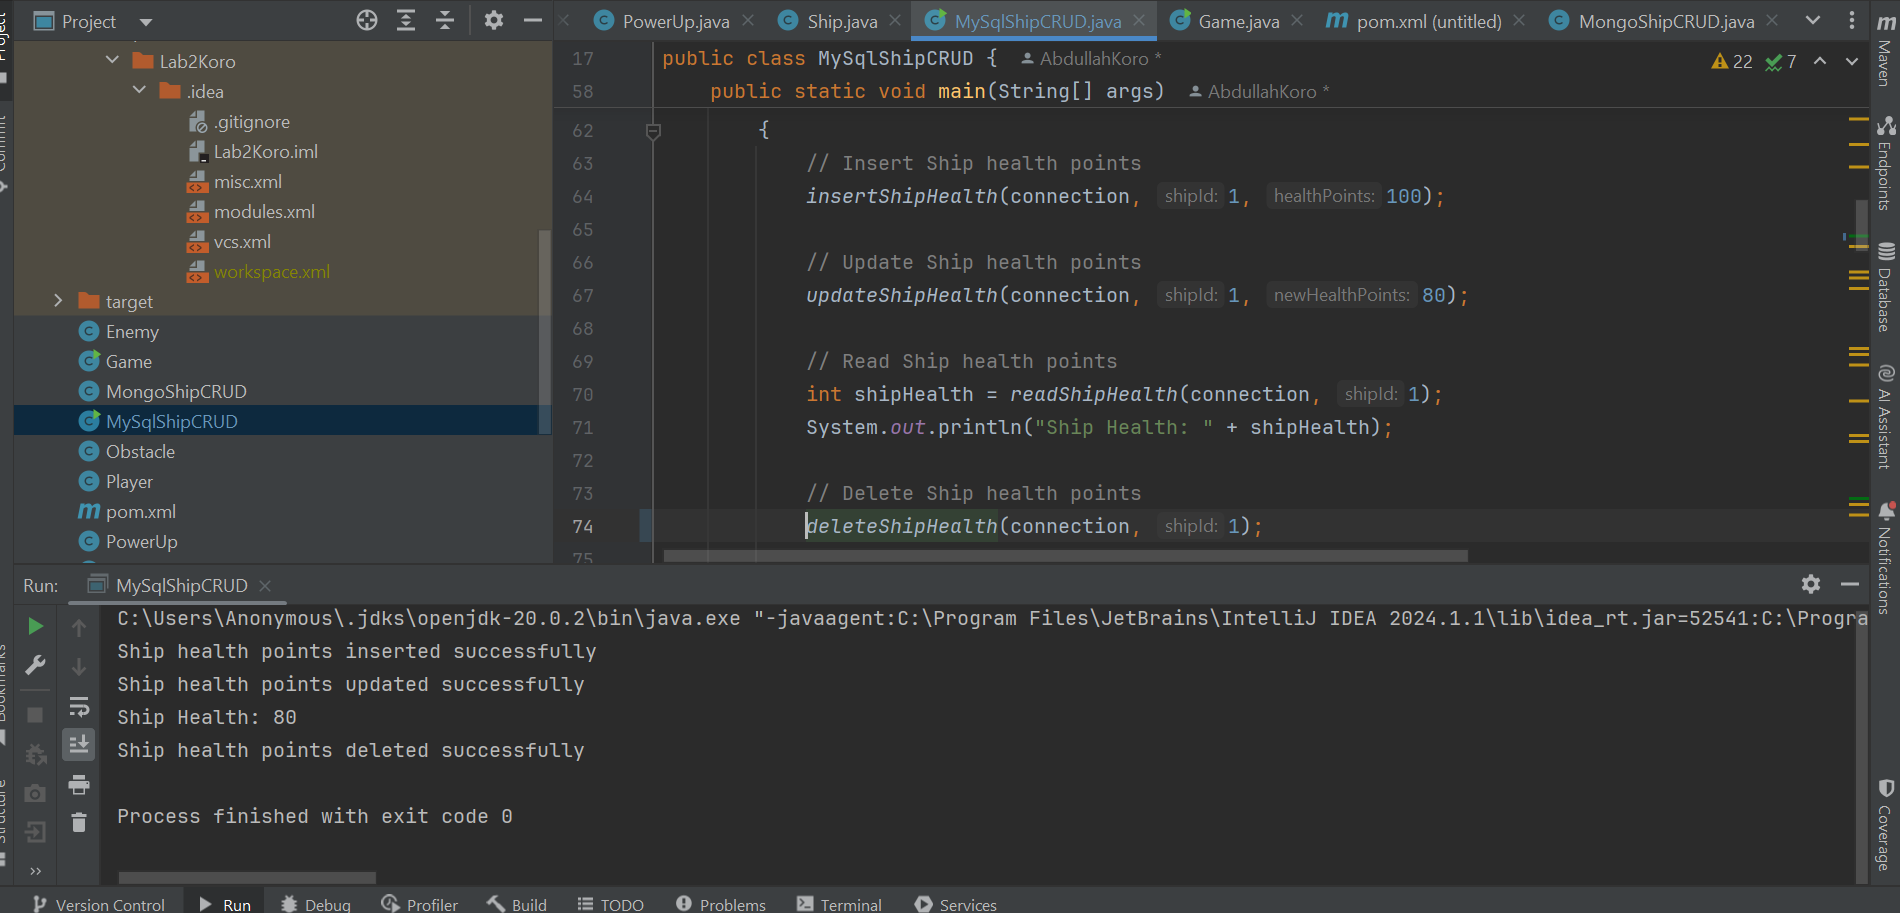 Project
PowerUp.java
Ship.java
MySqlShipCRUD.java
Game.java
pom.xml (untitled)
MongoShipCRUD.java
Project
Lab2Koro
.idea
.gitignore
Lab2Koro.iml
misc.xml
modules.xml
vcs.xml
workspace.xml
target
Enemy
Game
MongoShipCRUD
MySqlShipCRUD
Obstacle
Player
pom.xml
PowerUp
17 public class MySqlShipCRUD { AbdullahKoro *
22 7
58 public static void main(String[] args) AbdullahKoro *
62 {
63 // Insert Ship health points
64 insertShipHealth(connection, shipId: 1, healthPoints: 100);
65
66 // Update Ship health points
67 updateShipHealth(connection, shipId: 1, newHealthPoints: 80);
68
69 // Read Ship health points
70 int shipHealth = readShipHealth(connection, shipId: 1);
71 System.out.println("Ship Health: " + shipHealth);
72
73 // Delete Ship health points
74 deleteShipHealth(connection, shipId: 1);
75
Maven
Endpoints
Database
AI Assistant
Notifications
Coverage
Commit
Bookmarks
Structure
Run: MySqlShipCRUD
C:\Users\Anonymous\.jdks\openjdk-20.0.2\bin\java.exe "-javaagent:C:\Program Files\JetBrains\IntelliJ IDEA 2024.1.1\lib\idea_rt.jar=52541:C:\Progra
Ship health points inserted successfully
Ship health points updated successfully
Ship Health: 80
Ship health points deleted successfully
Process finished with exit code 0
Version Control
Run
Debug
Profiler
Build
TODO
Problems
Terminal
Services